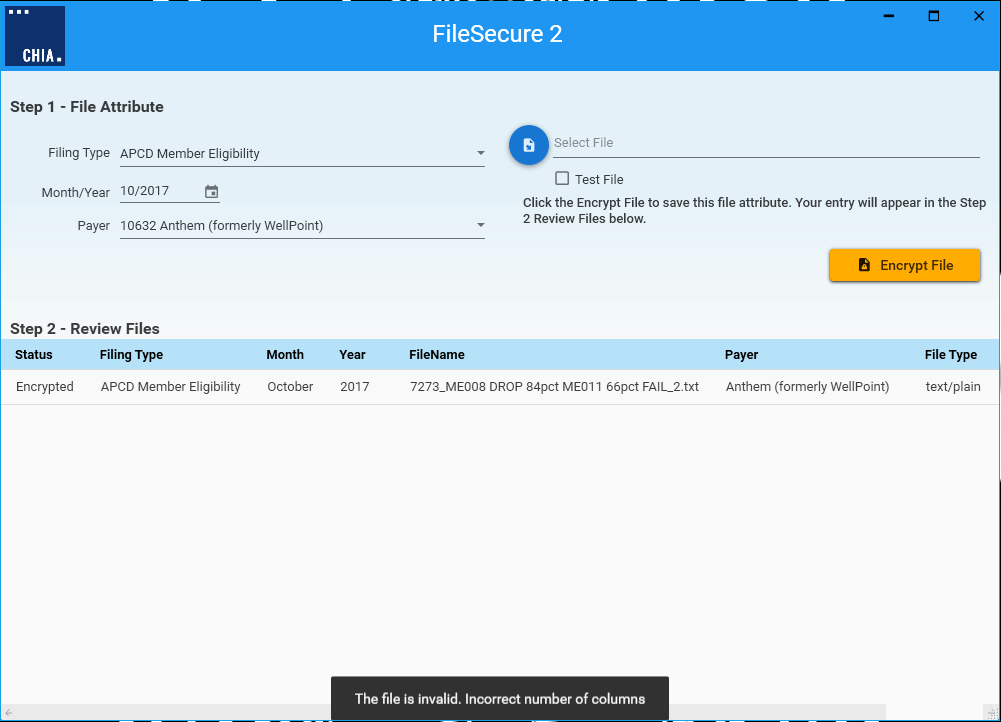 CHIA.
FileSecure 2
Step 1 - File Attribute
Filing Type APCD Member Eligibility
Month/Year 10/2017
Payer 10632 Anthem (formerly WellPoint)
Select File
Test File
Click the Encrypt File to save this file attribute. Your entry will appear in the Step
2 Review Files below.
Encrypt File
Step 2 - Review Files
Status Filing Type Month Year FileName Payer File Type
Encrypted APCD Member Eligibility October 2017 7273_ME008 DROP 84pct ME011 66pct FAIL_2.txt Anthem (formerly WellPoint) text/plain
The file is invalid. Incorrect number of columns